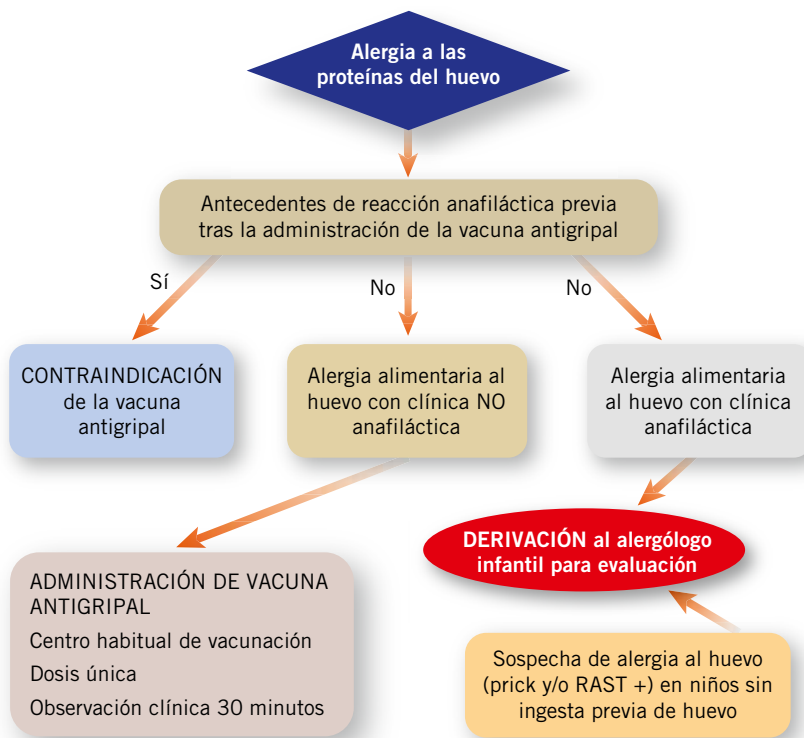 Alergia a las
proteínas del huevo
Antecedentes de reacción anafiláctica previa
tras la administración de la vacuna antigripal
Sí
No
No
CONTRAINDICACIÓN
de la vacuna
antigripal
Alergia alimentaria al
huevo con clínica NO
anafiláctica
Alergia alimentaria
al huevo con clínica
anafiláctica
DERIVACIÓN al alergólogo
infantil para evaluación
ADMINISTRACIÓN DE VACUNA
ANTIGRIPAL
Centro habitual de vacunación
Dosis única
Observación clínica 30 minutos
Sospecha de alergia al huevo
(prick y/o RAST +) en niños sin
ingesta previa de huevo